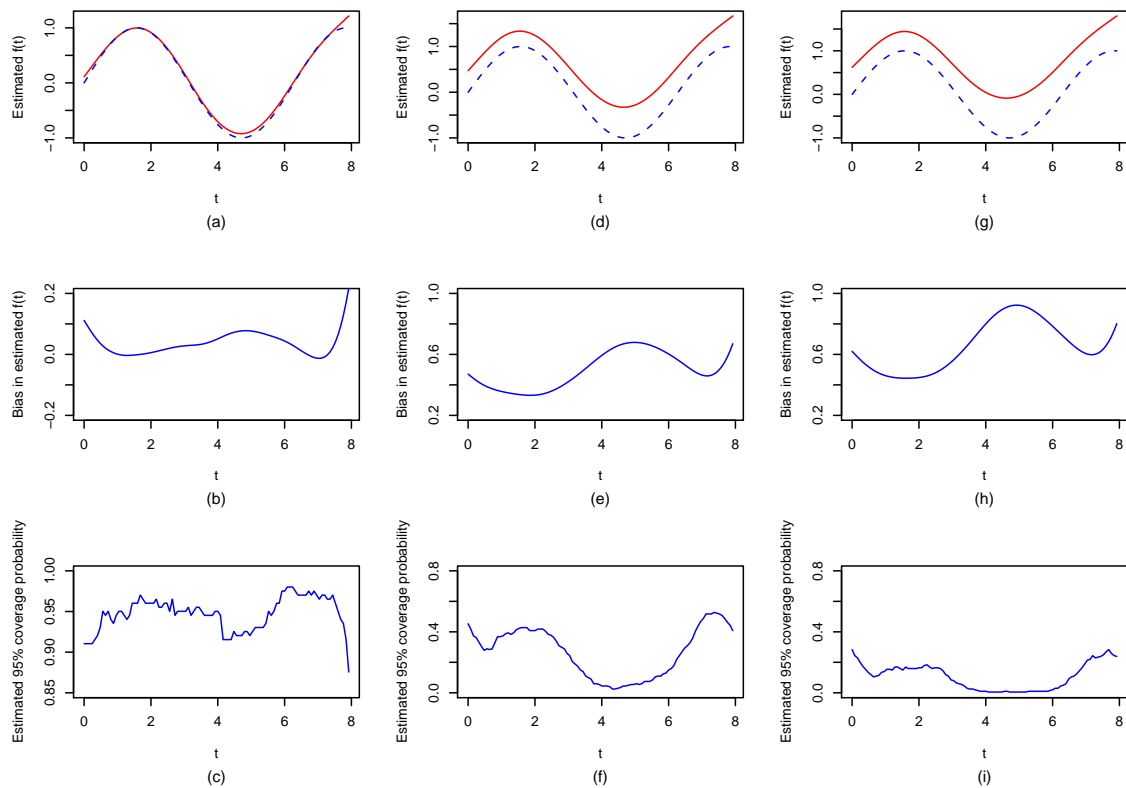 Estimated f(t)
−1.0
0.0
1.0
0
2
4
6
8
t
(a)
Estimated f(t)
−1.0
0.0
1.0
0
2
4
6
8
t
(d)
Estimated f(t)
−1.0
0.0
1.0
0
2
4
6
8
t
(g)
Bias in estimated f(t)
−0.2
0.0
0.2
0
2
4
6
8
t
(b)
Bias in estimated f(t)
0.2
0.6
1.0
0
2
4
6
8
t
(e)
Bias in estimated f(t)
0.2
0.6
1.0
0
2
4
6
8
t
(h)
Estimated 95% coverage probability
0.85
0.90
0.95
1.00
0
2
4
6
8
t
(c)
Estimated 95% coverage probability
0.0
0.4
0.8
0
2
4
6
8
t
(f)
Estimated 95% coverage probability
0.0
0.4
0.8
0
2
4
6
8
t
(i)